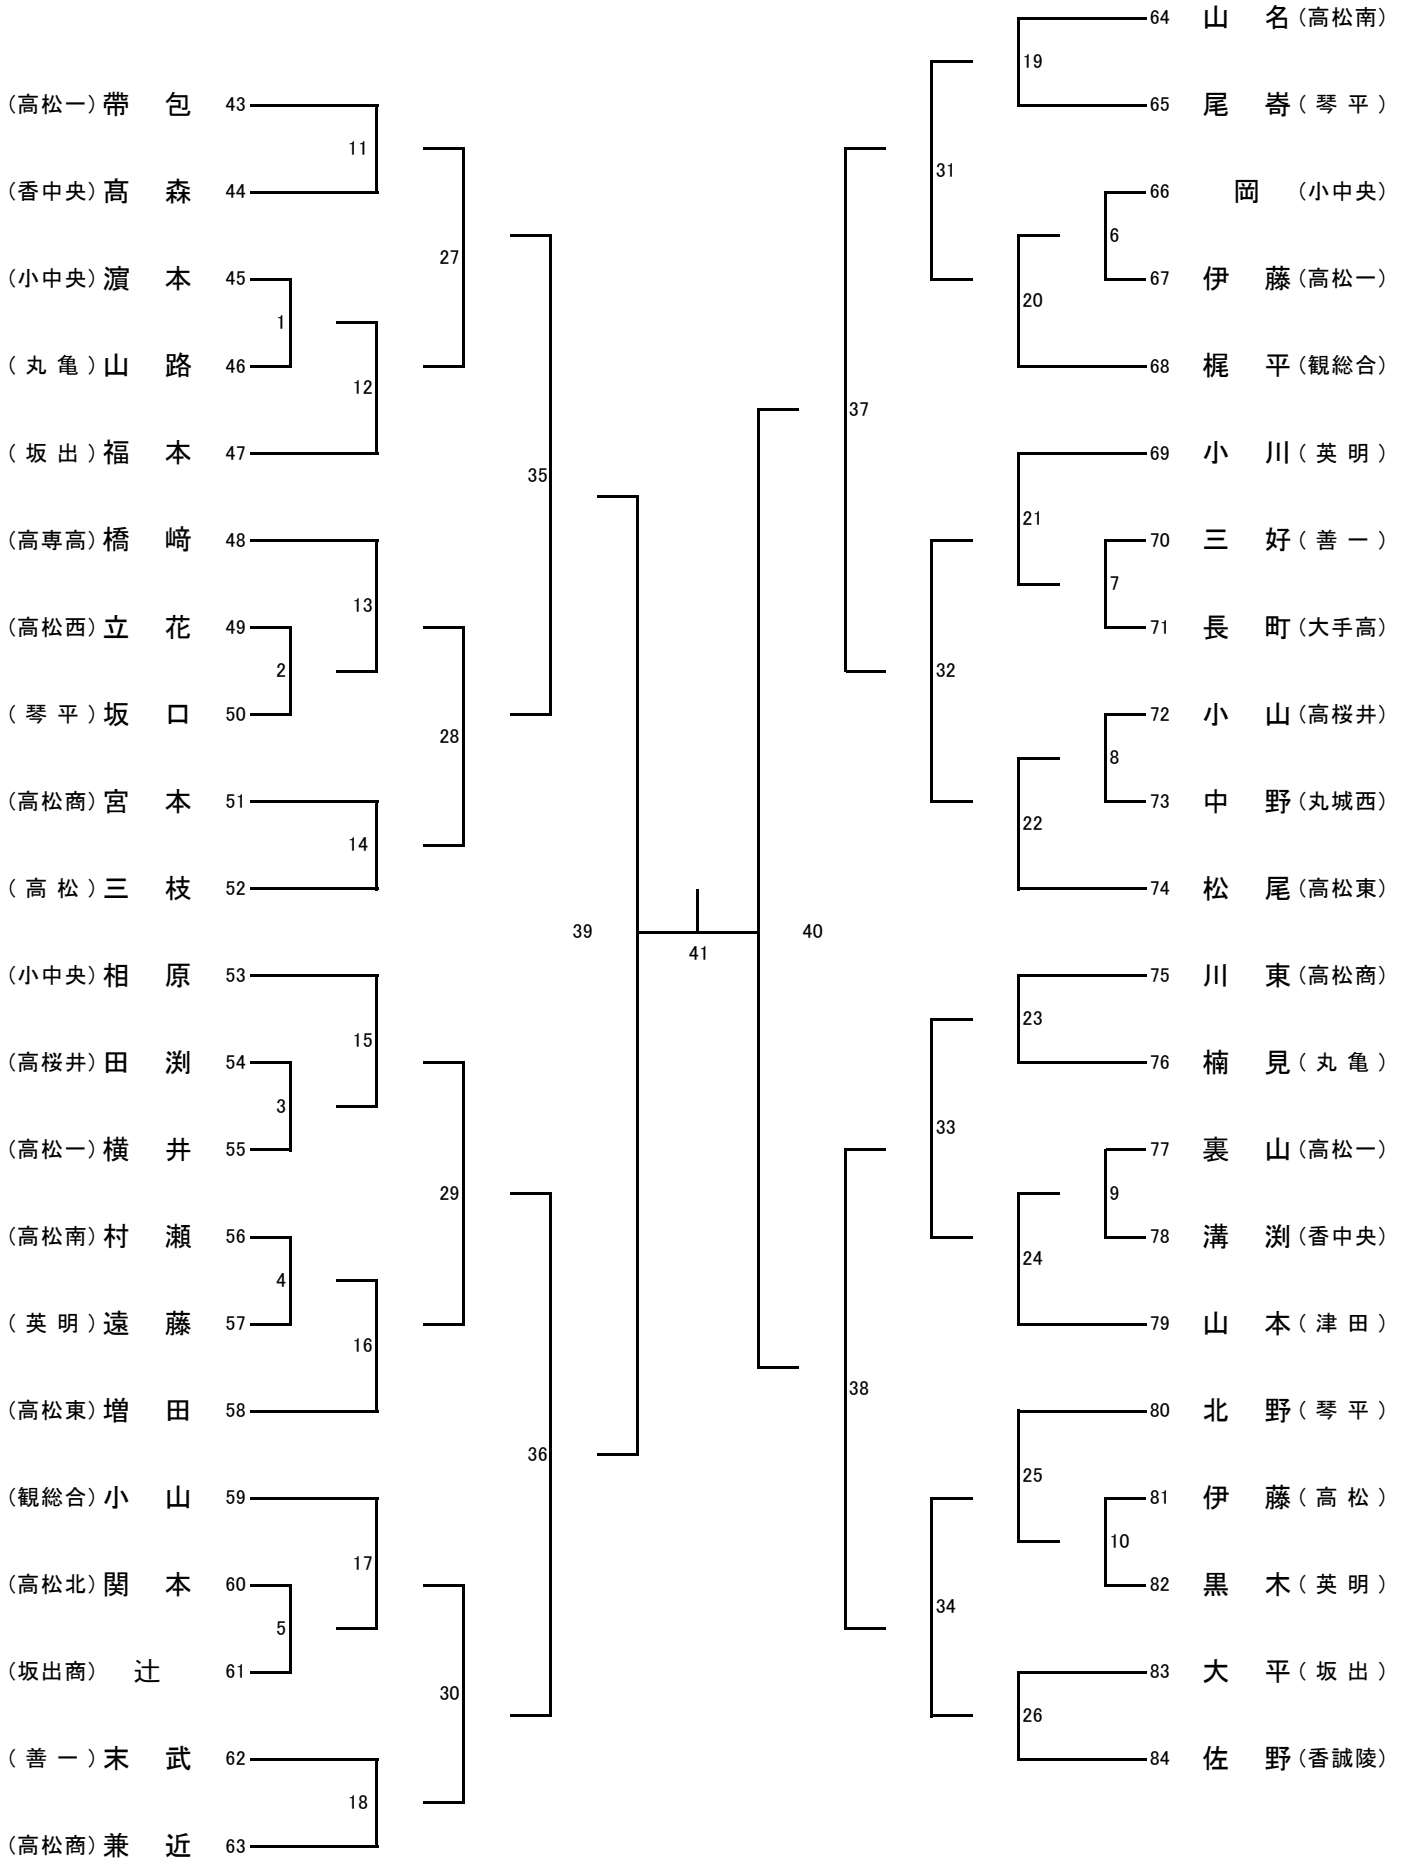 (高松一) 帶 包 43
(香中央) 髙 森 44
(小中央) 濵 本 45
(丸亀) 山 路 46
(坂出) 福 本 47
(高専高) 橋 﨑 48
(高松西) 立 花 49
(琴平) 坂 口 50
(高松商) 宮 本 51
(高松) 三 枝 52
(小中央) 相 原 53
(高桜井) 田 渕 54
(高松一) 横 井 55
(高松南) 村 瀬 56
(英明) 遠 藤 57
(高松東) 増 田 58
(観総合) 小 山 59
(高松北) 関 本 60
(坂出商) 辻 61
(善一) 末 武 62
(高松商) 兼 近 63
1
2
3
4
5
11
12
13
14
15
16
17
18
27
28
29
30
35
36
39
41
40
37
38
31
32
33
34
19
20
21
22
23
24
25
26
6
7
8
9
10
64 山 名 (高松南)
65 尾 㟢 (琴平)
66 岡 (小中央)
67 伊 藤 (高松一)
68 梶 平 (観総合)
69 小 川 (英明)
70 三 好 (善一)
71 長 町 (大手高)
72 小 山 (高桜井)
73 中 野 (丸城西)
74 松 尾 (高松東)
75 川 東 (高松商)
76 楠 見 (丸亀)
77 裏 山 (高松一)
78 溝 渕 (香中央)
79 山 本 (津田)
80 北 野 (琴平)
81 伊 藤 (高松)
82 黒 木 (英明)
83 大 平 (坂出)
84 佐 野 (香誠陵)